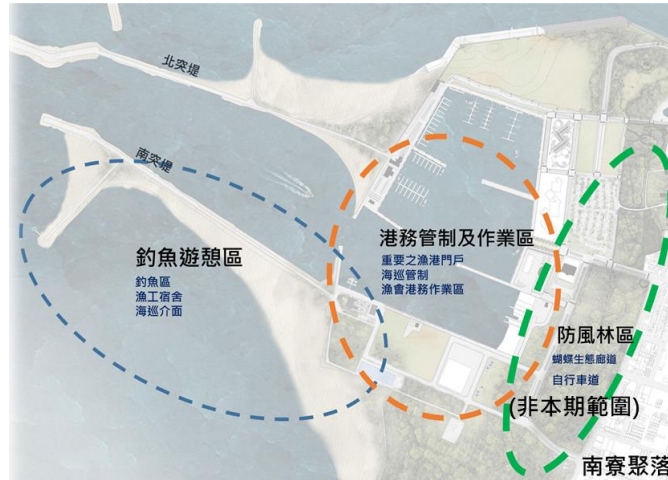 北突堤
南突堤
釣魚遊憩區
釣魚區
漁工宿舍
海巡介面
港務管制及作業區
重要之漁港門戶
海巡管制
漁會港務作業區
防風林區
蝴蝶生態廊道
自行車道
(非本期範圍)
南寮聚落